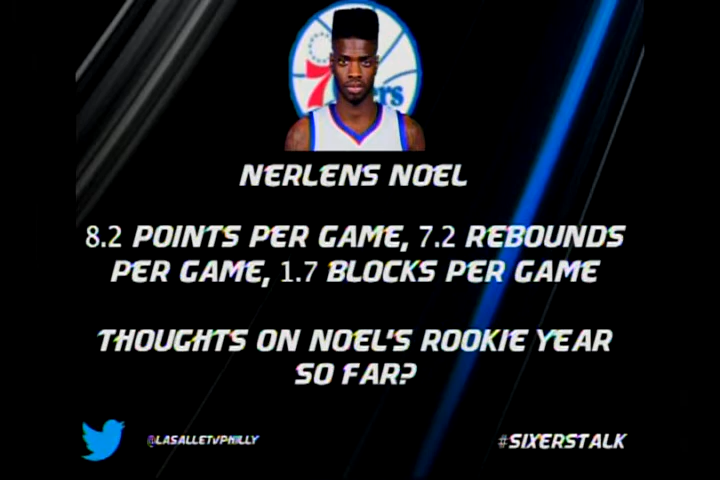 7ers
NERLENS NOEL
8.2 POINTS PER GAME, 7.2 REBOUNDS
PER GAME, 1.7 BLOCKS PER GAME
THOUGHTS ON NOEL'S ROOKIE YEAR
SO FAR?
@LASALLETVPHILLY
#SIXERSTALK